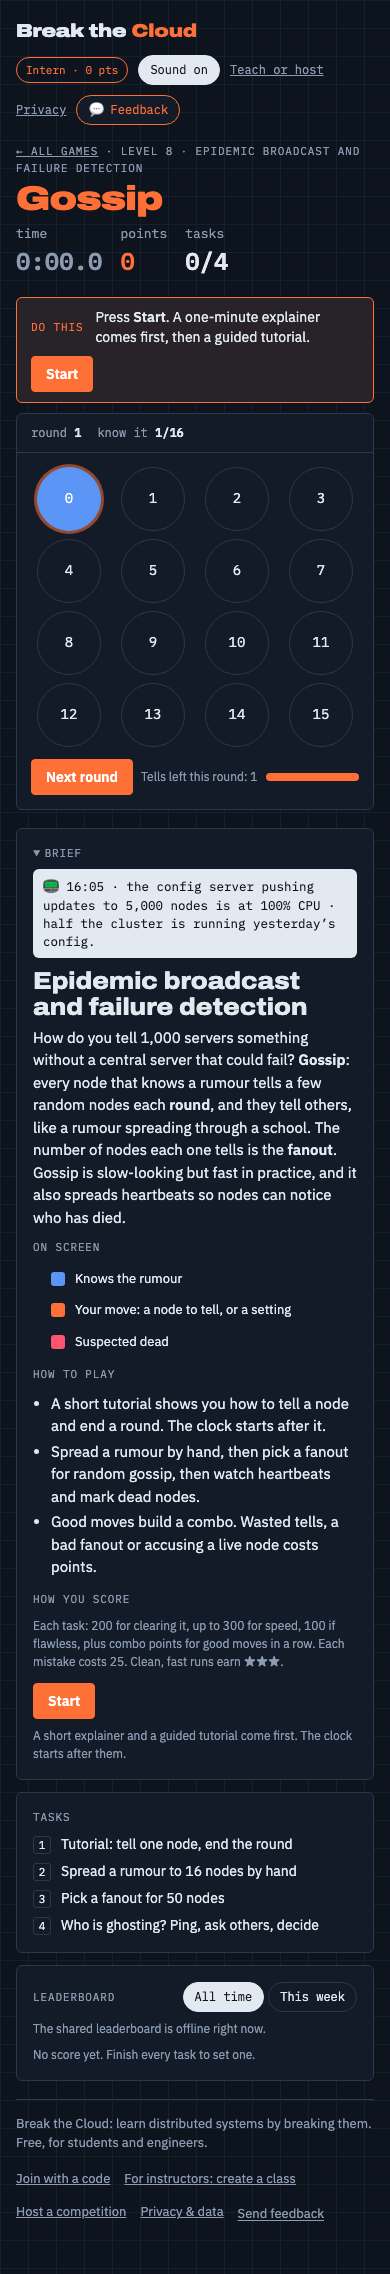 Break the Cloud
Intern · 0 pts
Sound on
Teach or host
Privacy
💬 Feedback
← ALL GAMES · LEVEL 8 · EPIDEMIC BROADCAST AND
FAILURE DETECTION
Gossip
time points tasks
0:00.0 0 0/4
DO THIS
Press Start. A one-minute explainer
comes first, then a guided tutorial.
Start
round 1 know it 1/16
0 1 2 3
4 5 6 7
8 9 10 11
12 13 14 15
Next round
Tells left this round: 1
▼ BRIEF
16:05 · the config server pushing
updates to 5,000 nodes is at 100% CPU ·
half the cluster is running yesterday’s
config.
Epidemic broadcast
and failure detection
How do you tell 1,000 servers something
without a central server that could fail? Gossip:
every node that knows a rumour tells a few
random nodes each round, and they tell others,
like a rumour spreading through a school. The
number of nodes each one tells is the fanout.
Gossip is slow-looking but fast in practice, and it
also spreads heartbeats so nodes can notice
who has died.
ON SCREEN
Knows the rumour
Your move: a node to tell, or a setting
Suspected dead
HOW TO PLAY
• A short tutorial shows you how to tell a node
and end a round. The clock starts after it.
• Spread a rumour by hand, then pick a fanout
for random gossip, then watch heartbeats
and mark dead nodes.
• Good moves build a combo. Wasted tells, a
bad fanout or accusing a live node costs
points.
HOW YOU SCORE
Each task: 200 for clearing it, up to 300 for speed, 100 if
flawless, plus combo points for good moves in a row. Each
mistake costs 25. Clean, fast runs earn ★★★.
Start
A short explainer and a guided tutorial come first. The clock
starts after them.
TASKS
1 Tutorial: tell one node, end the round
2 Spread a rumour to 16 nodes by hand
3 Pick a fanout for 50 nodes
4 Who is ghosting? Ping, ask others, decide
LEADERBOARD
All time
This week
The shared leaderboard is offline right now.
No score yet. Finish every task to set one.
Break the Cloud: learn distributed systems by breaking them.
Free, for students and engineers.
Join with a code For instructors: create a class
Host a competition Privacy & data Send feedback